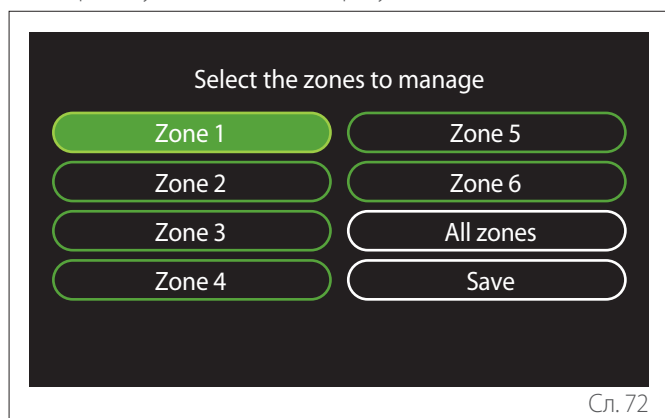 Select the zones to manage
Zone 1
Zone 2
Zone 3
Zone 4
Zone 5
Zone 6
All zones
Save
Сл. 72